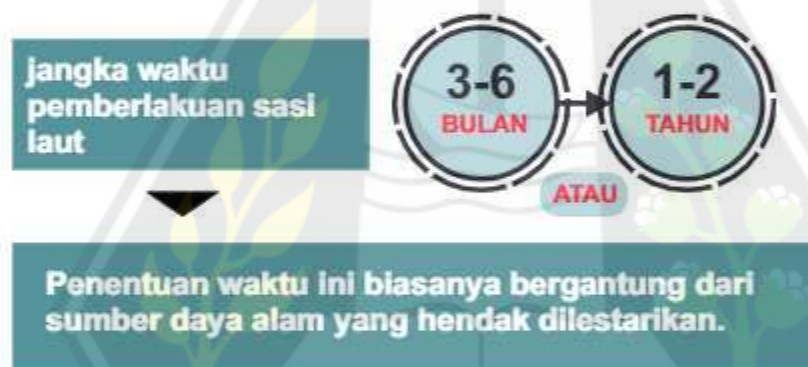 jangka waktu
pemberlakuan sasi
laut
3-6
BULAN
1-2
TAHUN
ATAU
Penentuan waktu ini biasanya bergantung dari
sumber daya alam yang hendak dilestarikan.